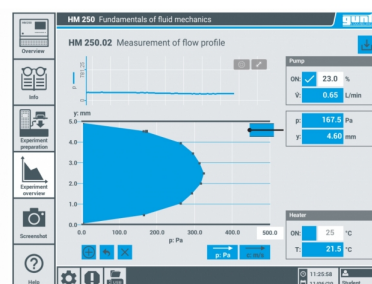 HM 250 Fundamentals of fluid mechanics
gunt
Overview
Info
Experiment
preparation
Experiment
overview
Screenshot
Help
HM 250.02 Measurement of flow profile
p:
781.25
0
y: mm
5.0
4.0
3.0
2.0
1.0
0.0
0.0 100.0 200.0 300.0 400.0 500.0
p: Pa
p: Pa
Pump
ON: 23.0 %
V̇: 0.65 L/min
p: 167.5 Pa
y: 4.60 mm
Heater
ON: 25 °C
T: 21.5 °C
11:25:58
Student